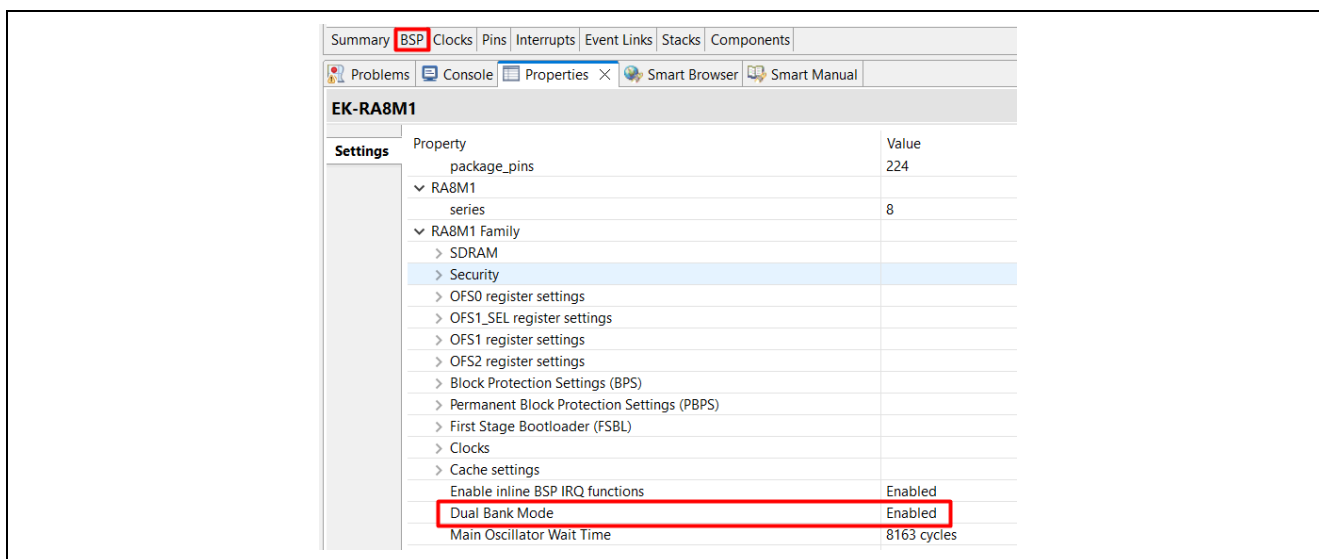 Summary BSP Clocks Pins Interrupts Event Links Stacks Components
Problems Console Properties Smart Browser Smart Manual
EK-RA8M1
Settings
Property Value
package_pins 224
RA8M1
series 8
RA8M1 Family
SDRAM
Security
OFS0 register settings
OFS1_SEL register settings
OFS1 register settings
OFS2 register settings
Block Protection Settings (BPS)
Permanent Block Protection Settings (PBPS)
First Stage Bootloader (FSBL)
Clocks
Cache settings
Enable inline BSP IRQ functions Enabled
Dual Bank Mode Enabled
Main Oscillator Wait Time 8163 cycles